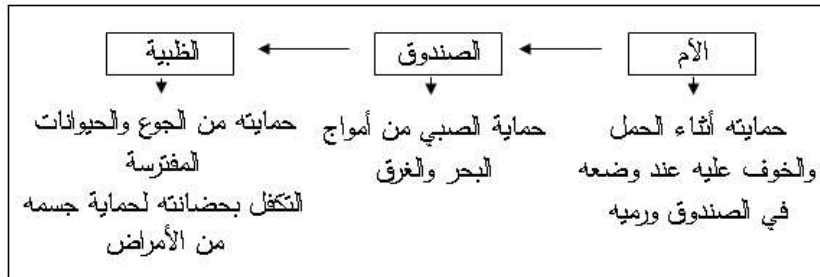 الأم
الصندوق
الظبية
حمايته أثناء الحمل
والخوف عليه عند وضعه
في الصندوق ورميه
حماية الصبي من أمواج
البحر والغرق
حمايته من الجوع والحيوانات
المفترسة
التكفل بحضانته لحماية جسمه
من الأمراض